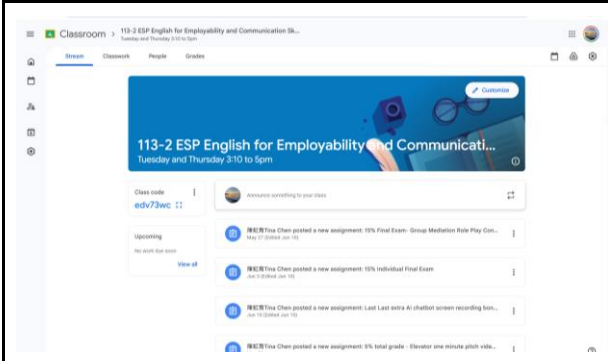 Classroom > 113-2 ESP English for Employability and Communication Sk...
Tuesday and Thursday 3:10 to 5pm
Stream Classwork People Grades
Customize
113-2 ESP English for Employability and Communicati...
Tuesday and Thursday 3:10 to 5pm
Class code
edv73wc
Announce something to your class
Upcoming
No work due soon
View all
Tina Chen posted a new assignment: 15% Final Exam- Group Mediation Role Play Con...
May 27 (Edited Jun 10)
Tina Chen posted a new assignment: 15% Individual Final Exam
Tina Chen posted a new assignment: Last Last extra AI chatbot screen recording bon...
Tina Chen posted a new assignment: 5% total grade - Elevator one minute pitch vide...